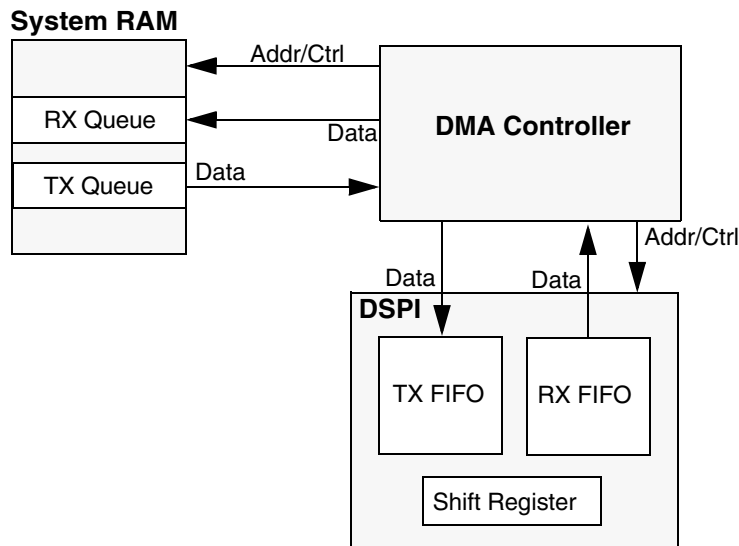 System RAM
Addr/Ctrl
RX Queue
Data
DMA Controller
TX Queue
Data
Addr/Ctrl
Data
Data
DSPI
TX FIFO
RX FIFO
Shift Register